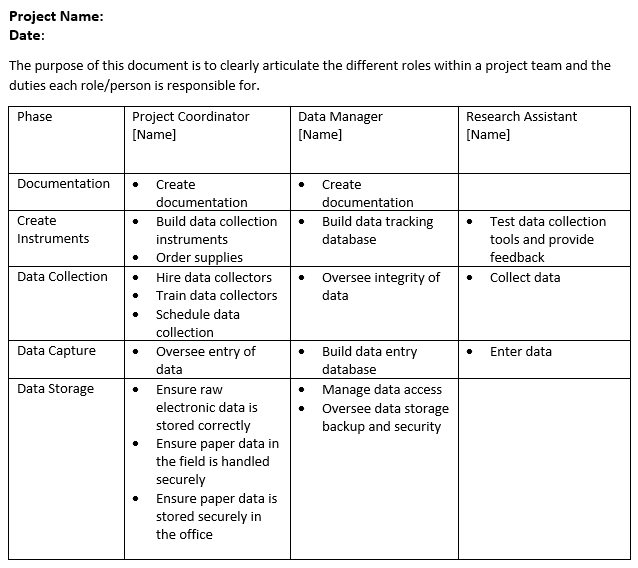 Project Name:
Date:
The purpose of this document is to clearly articulate the different roles within a project team and the
duties each role/person is responsible for.
Phase
Project Coordinator
[Name]
Data Manager
[Name]
Research Assistant
[Name]
Documentation
• Create
documentation
• Create
documentation
Create
Instruments
• Build data collection
instruments
• Order supplies
• Build data tracking
database
• Test data collection
tools and provide
feedback
Data Collection
• Hire data collectors
• Train data collectors
• Schedule data
collection
• Oversee integrity of
data
• Collect data
Data Capture
• Oversee entry of
data
• Build data entry
database
• Enter data
Data Storage
• Ensure raw
electronic data is
stored correctly
• Ensure paper data in
the field is handled
securely
• Ensure paper data is
stored securely in
the office
• Manage data access
• Oversee data storage
backup and security